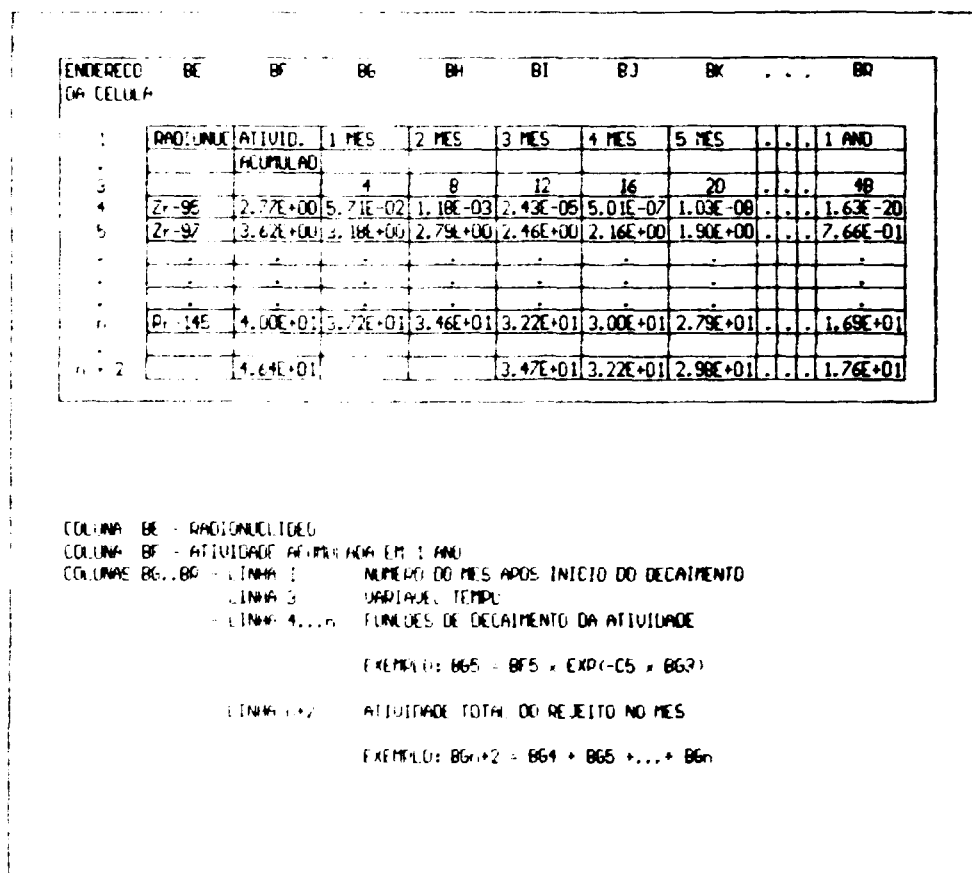 ENDERECO BE BF BG BH BI BJ BK . . . BR
DA CELULA
1 RADIONUC ATIVID. 1 MES 2 MES 3 MES 4 MES 5 MES . . . 1 ANO
. ACUMULAD
3 4 8 12 16 20 . . . 48
4 Zr-95 2.77E+00 5.71E-02 1.18E-03 2.43E-05 5.01E-07 1.03E-08 . . . 1.63E-20
5 Zr-97 3.62E+00 3.18E+00 2.79E+00 2.46E+00 2.16E+00 1.90E+00 . . . 7.66E-01
. . . . . . . . . . . .
. . . . . . . . . . . .
. . . . . . . . . . . .
n Pr-145 4.00E+01 3.72E+01 3.46E+01 3.22E+01 3.00E+01 2.79E+01 . . . 1.69E+01
.
n + 2 4.64E+01 3.47E+01 3.22E+01 2.98E+01 . . . 1.76E+01
COLUNA BE - RADIONUCLIDEO
COLUNA BF - ATIVIDADE ACUMULADA EM 1 ANO
COLUNAS BG..BR - LINHA 1 NUMERO DO MES APOS INICIO DO DECAIMENTO
LINHA 3 VARIAVEL TEMPO
- LINHA 4...n FUNCOES DE DECAIMENTO DA ATIVIDADE
EXEMPLO: BG5 = BF5 x EXP(-C5 x BG3)
LINHA n+2 ATIVIDADE TOTAL DO REJEITO NO MES
EXEMPLO: BGn+2 = BG4 + BG5 +...+ BGn